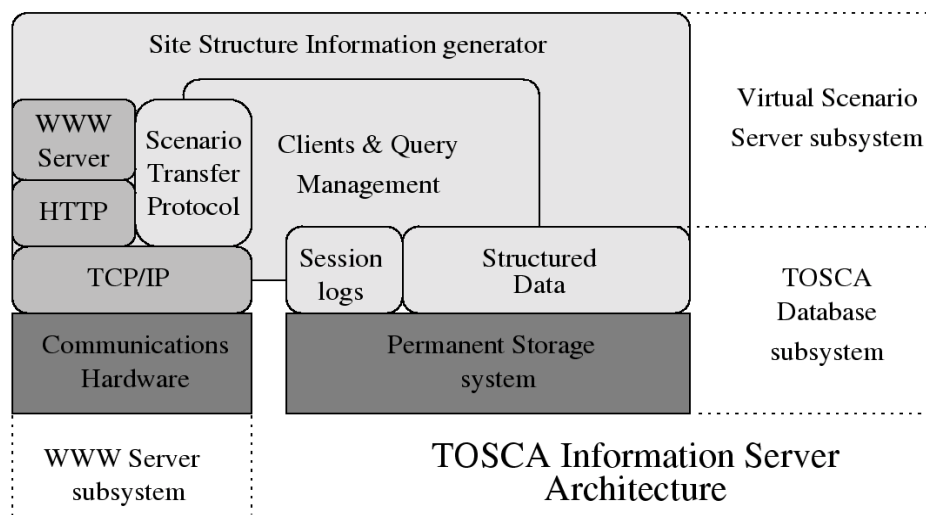 Site Structure Information generator
WWW
Server
HTTP
Scenario
Transfer
Protocol
Clients & Query
Management
Virtual Scenario
Server subsystem
TCP/IP
Session
logs
Structured
Data
TOSCA
Database
subsystem
Communications
Hardware
Permanent Storage
system
WWW Server
subsystem
TOSCA Information Server
Architecture